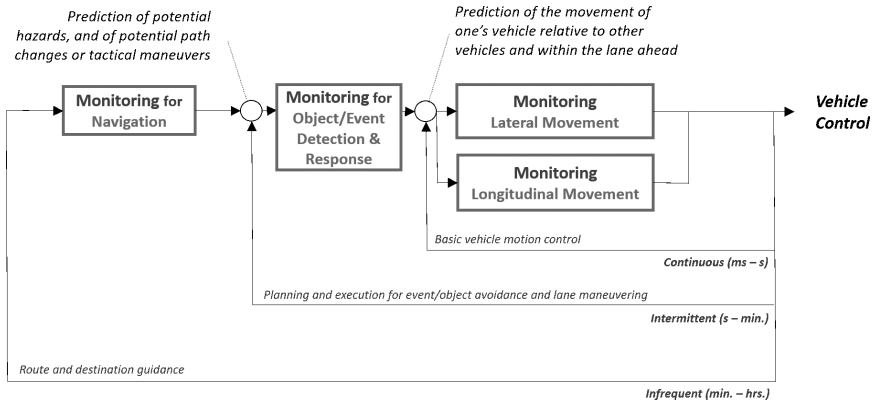 Prediction of potential
hazards, and of potential path
changes or tactical maneuvers
Prediction of the movement of
one's vehicle relative to other
vehicles and within the lane ahead
Monitoring for
Navigation
Monitoring for
Object/Event
Detection &
Response
Monitoring
Lateral Movement
Monitoring
Longitudinal Movement
Vehicle
Control
Basic vehicle motion control
Continuous (ms – s)
Planning and execution for event/object avoidance and lane maneuvering
Intermittent (s – min.)
Route and destination guidance
Infrequent (min. – hrs.)